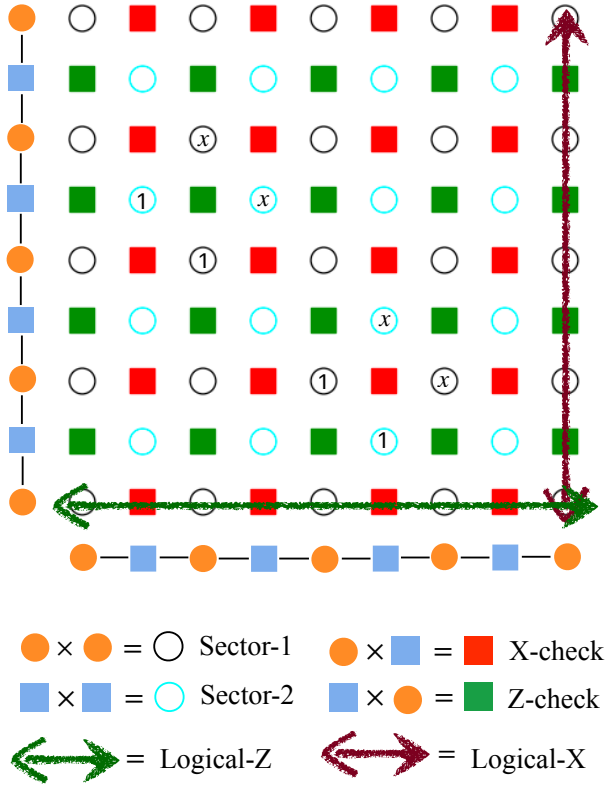 x
1 x
1
x
1 x
1
× = Sector-1 × = X-check
× = Sector-2 × = Z-check
= Logical-Z = Logical-X